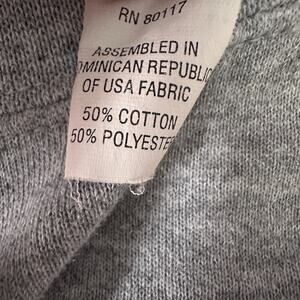 RN 80117
ASSEMBLED IN
OMINICAN REPUBLIC
OF USA FABRIC
50% COTTON
50% POLYESTE